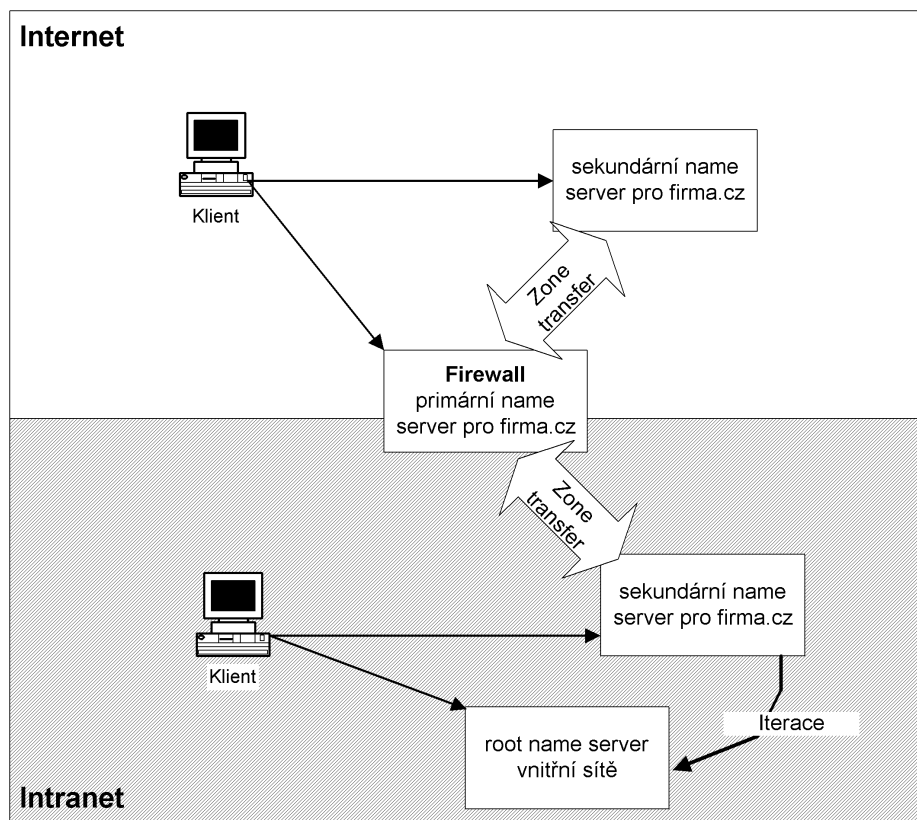 Internet
Klient
sekundární name
server pro firma.cz
Zone
transfer
Firewall
primární name
server pro firma.cz
Zone
transfer
Klient
sekundární name
server pro firma.cz
Iterace
root name server
vnitřní sítě
Intranet